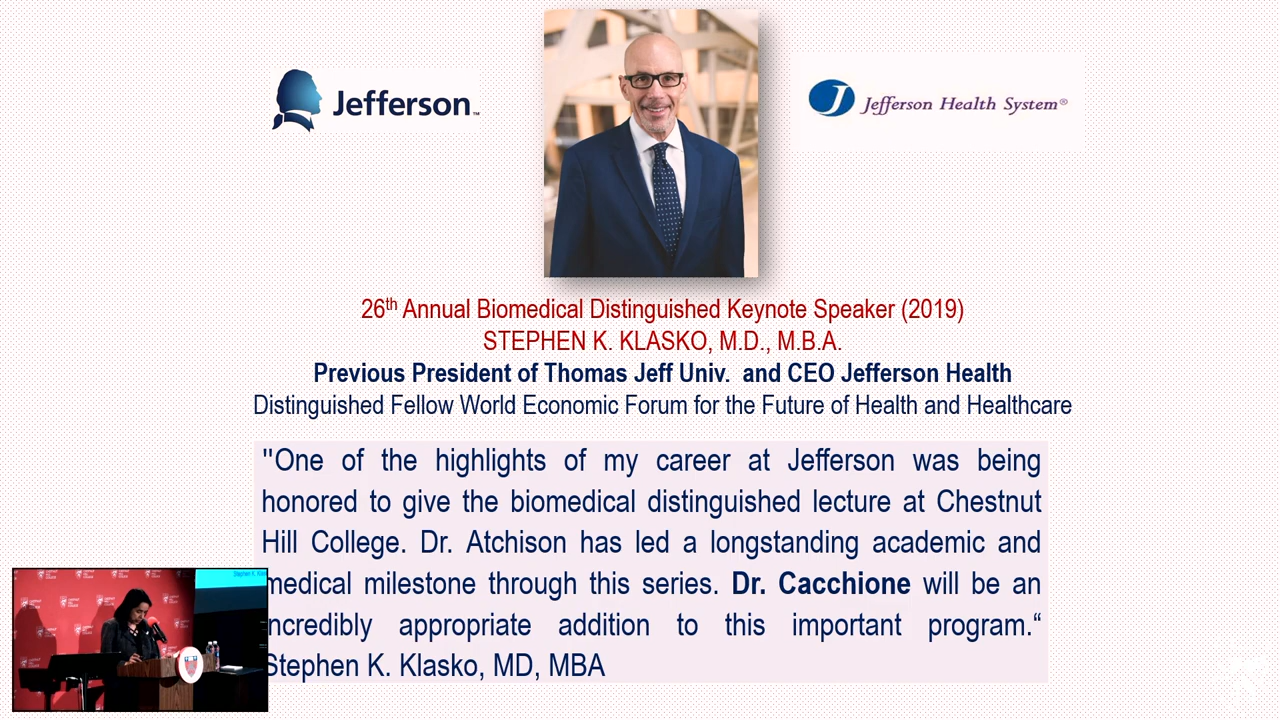 Jefferson™
Jefferson Health System®
26th Annual Biomedical Distinguished Keynote Speaker (2019)
STEPHEN K. KLASKO, M.D., M.B.A.
Previous President of Thomas Jeff Univ. and CEO Jefferson Health
Distinguished Fellow World Economic Forum for the Future of Health and Healthcare
"One of the highlights of my career at Jefferson was being
honored to give the biomedical distinguished lecture at Chestnut
Hill College. Dr. Atchison has led a longstanding academic and
medical milestone through this series. Dr. Cacchione will be an
incredibly appropriate addition to this important program.“
Stephen K. Klasko, MD, MBA